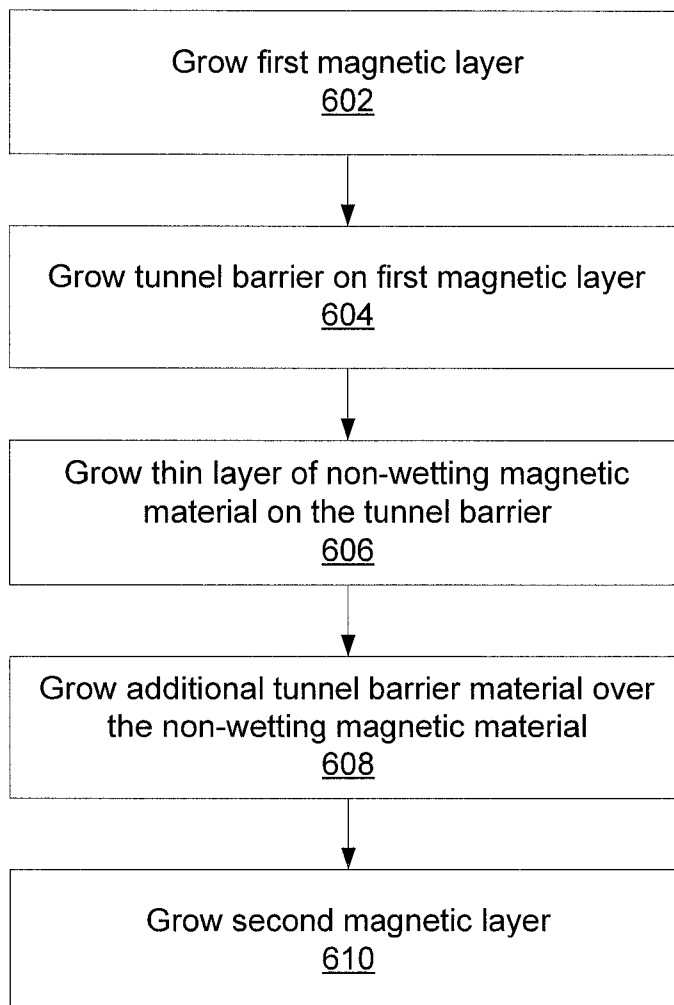 Grow first magnetic layer
602
Grow tunnel barrier on first magnetic layer
604
Grow thin layer of non-wetting magnetic
material on the tunnel barrier
606
Grow additional tunnel barrier material over
the non-wetting magnetic material
608
Grow second magnetic layer
610